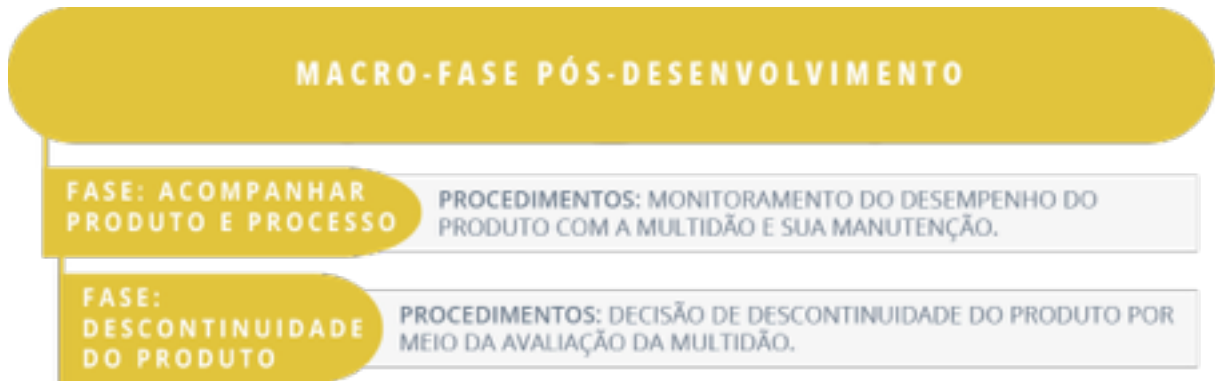 MACRO-FASE PÓS-DESENVOLVIMENTO
FASE: ACOMPANHAR
PRODUTO E PROCESSO
PROCEDIMENTOS: MONITORAMENTO DO DESEMPENHO DO
PRODUTO COM A MULTIDÃO E SUA MANUTENÇÃO.
FASE:
DESCONTINUIDADE
DO PRODUTO
PROCEDIMENTOS: DECISÃO DE DESCONTINUIDADE DO PRODUTO POR
MEIO DA AVALIAÇÃO DA MULTIDÃO.